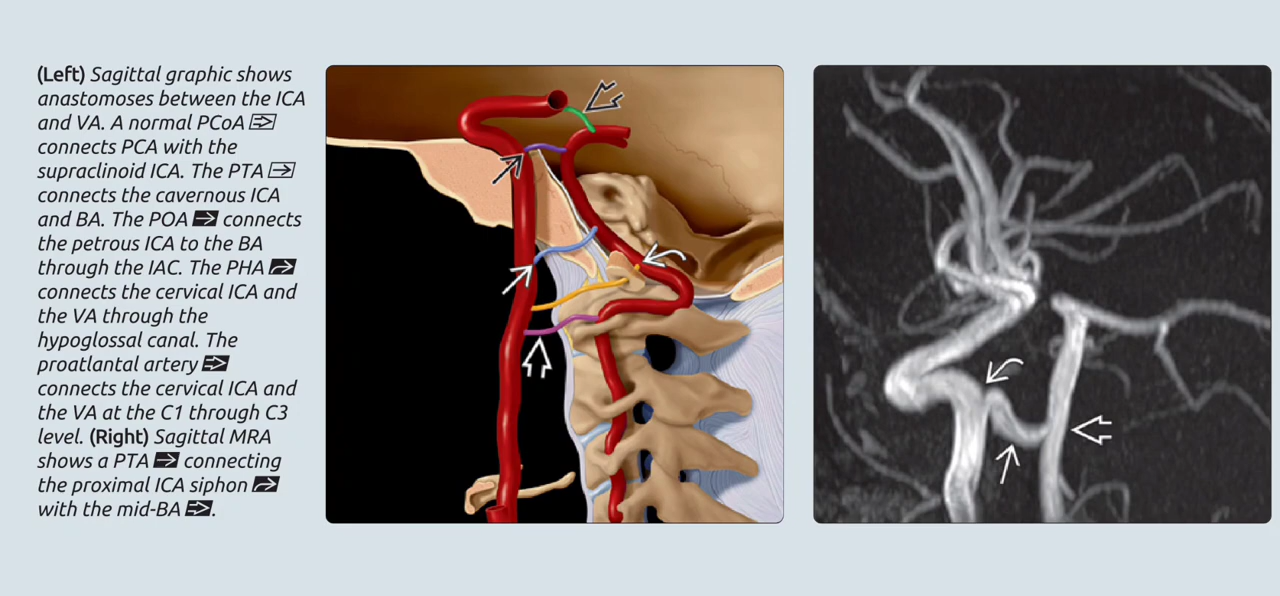 (Left) Sagittal graphic shows
anastomoses between the ICA
and VA. A normal PCoA
connects PCA with the
supraclinoid ICA. The PTA
connects the cavernous ICA
and BA. The POA connects
the petrous ICA to the BA
through the IAC. The PHA
connects the cervical ICA and
the VA through the
hypoglossal canal. The
proatlantal artery
connects the cervical ICA and
the VA at the C1 through C3
level. (Right) Sagittal MRA
shows a PTA connecting
the proximal ICA siphon
with the mid-BA .